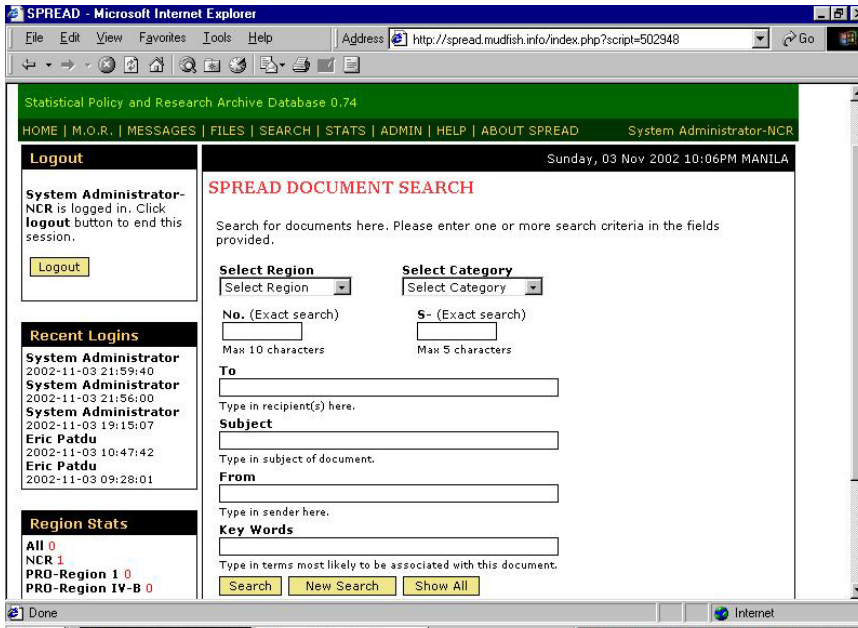 SPREAD - Microsoft Internet Explorer
File Edit View Favorites Tools Help Address http://spread.mudfish.info/index.php?script=502948 Go
Statistical Policy and Research Archive Database 0.74
HOME | M.O.R. | MESSAGES | FILES | SEARCH | STATS | ADMIN | HELP | ABOUT SPREAD System Administrator-NCR
Logout
System Administrator-
NCR is logged in. Click
logout button to end this
session.
Logout
Recent Logins
System Administrator
2002-11-03 21:59:40
System Administrator
2002-11-03 21:56:00
System Administrator
2002-11-03 19:15:07
Eric Patdu
2002-11-03 10:47:42
Eric Patdu
2002-11-03 09:28:01
Region Stats
All 0
NCR 1
PRO-Region 1 0
PRO-Region IV-B 0
Sunday, 03 Nov 2002 10:06PM MANILA
SPREAD DOCUMENT SEARCH
Search for documents here. Please enter one or more search criteria in the fields
provided.
Select Region Select Category
Select Region Select Category
No. (Exact search) S- (Exact search)
Max 10 characters Max 5 characters
To
Type in recipient(s) here.
Subject
Type in subject of document.
From
Type in sender here.
Key Words
Type in terms most likely to be associated with this document.
Search New Search Show All
Done Internet